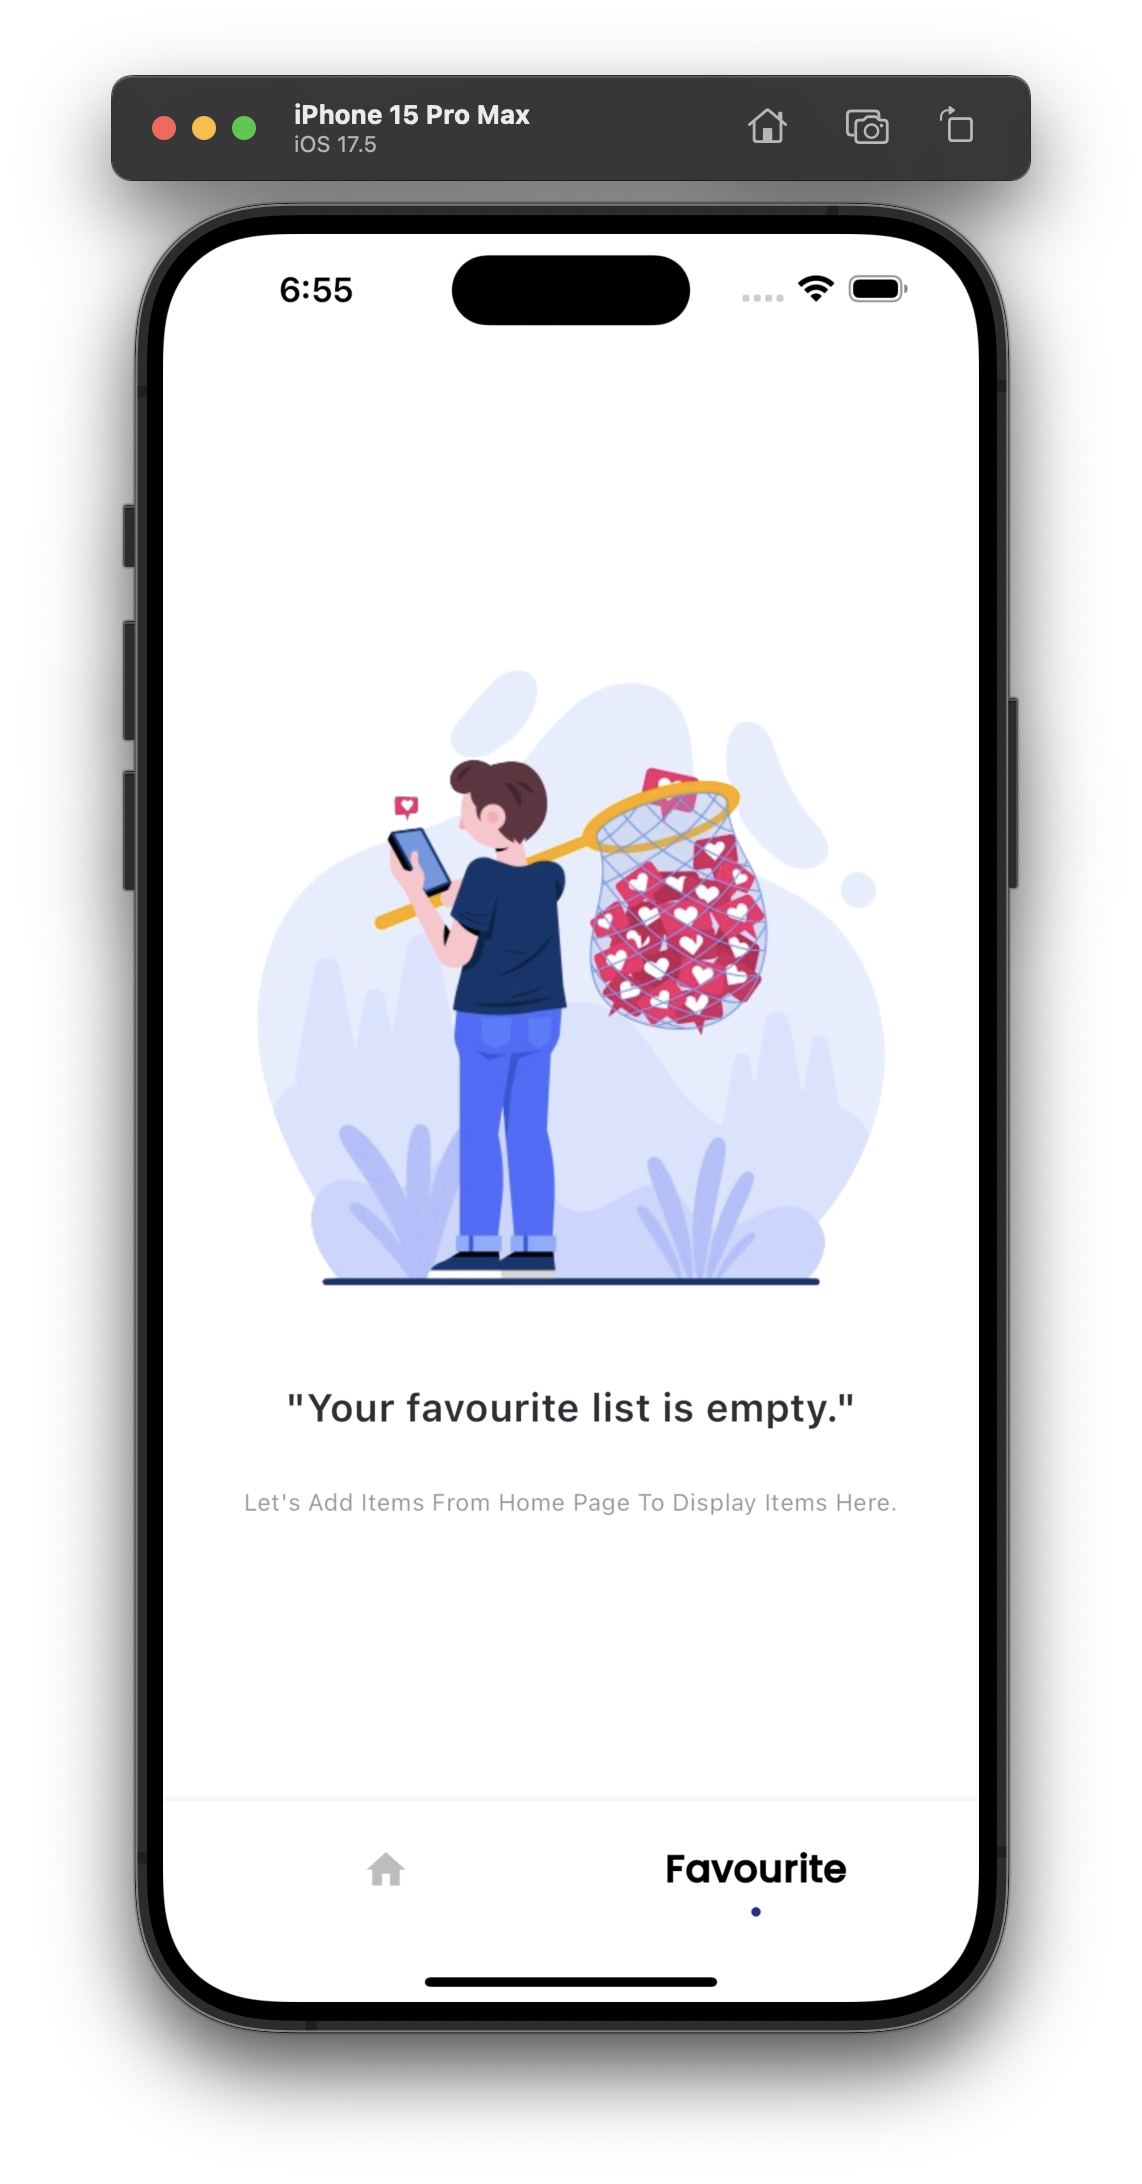 iPhone 15 Pro Max
iOS 17.5
6:55
"Your favourite list is empty."
Let's Add Items From Home Page To Display Items Here.
Favourite